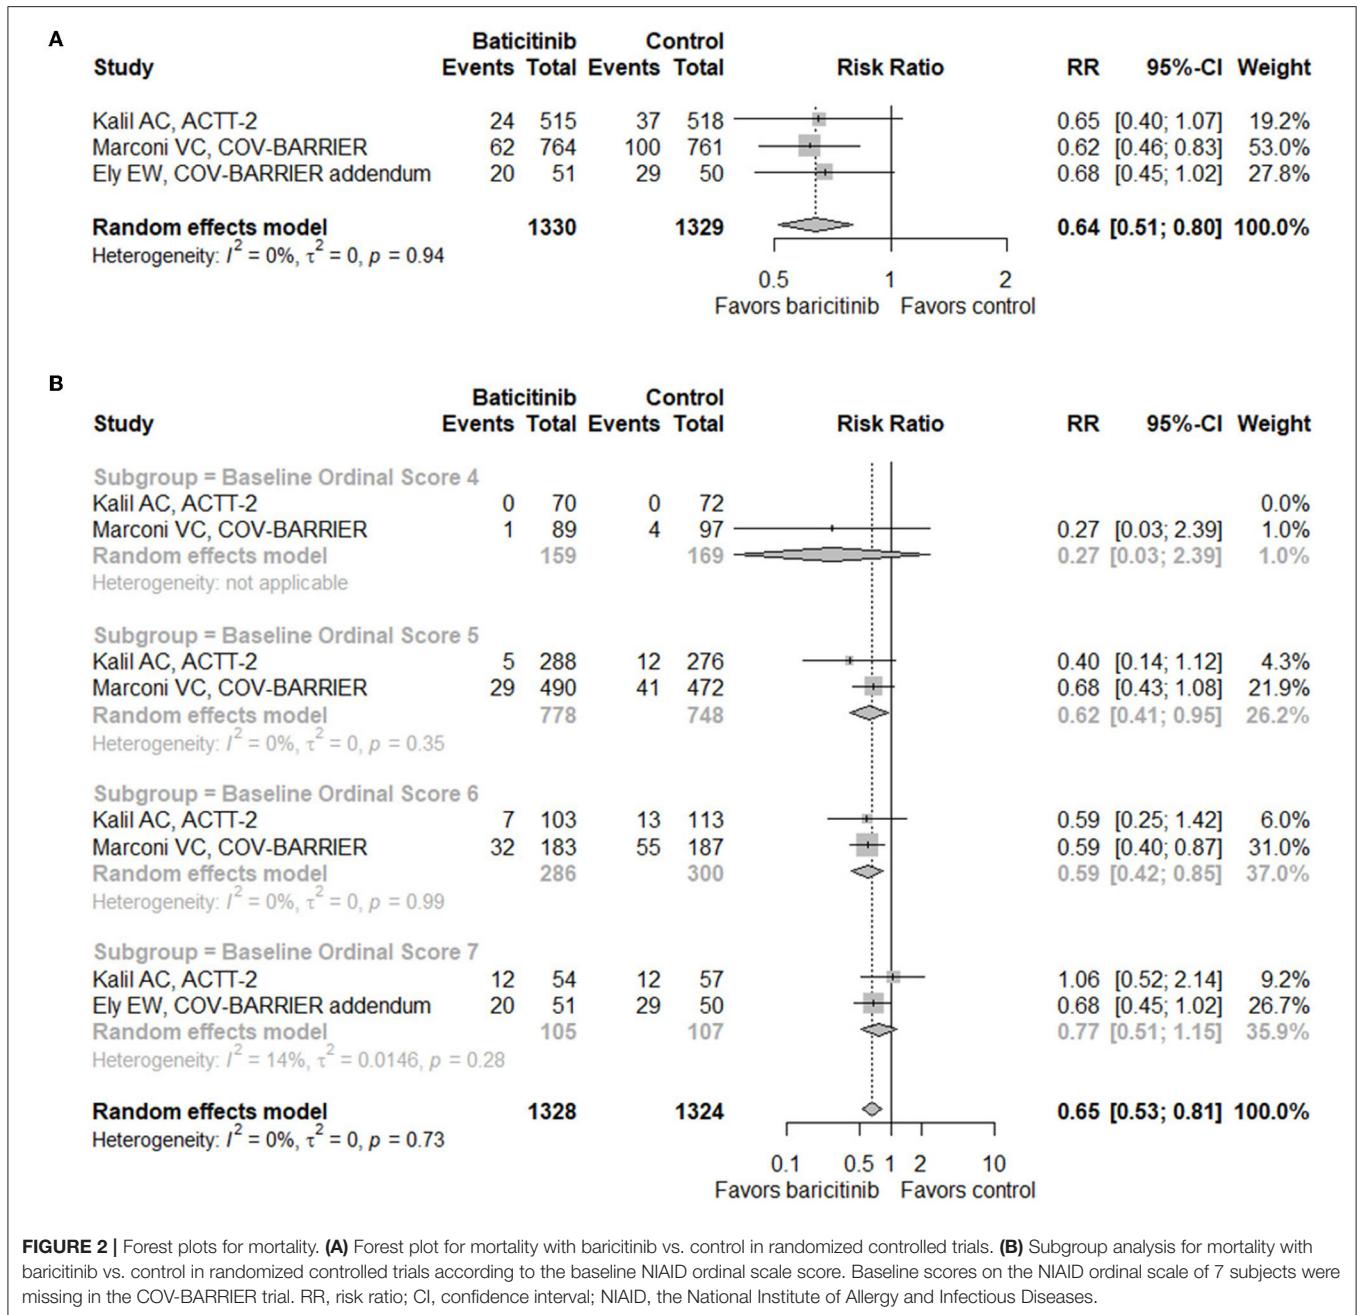 A
Baticitinib Control
Study Events Total Events Total Risk Ratio RR 95%-CI Weight
Kalil AC, ACTT-2 24 515 37 518 0.65 [0.40; 1.07] 19.2%
Marconi VC, COV-BARRIER 62 764 100 761 0.62 [0.46; 0.83] 53.0%
Ely EW, COV-BARRIER addendum 20 51 29 50 0.68 [0.45; 1.02] 27.8%
Random effects model 1330 1329 0.64 [0.51; 0.80] 100.0%
Heterogeneity: I² = 0%, τ² = 0, p = 0.94
0.5 1 2
Favors baricitinib Favors control
B
Baticitinib Control
Study Events Total Events Total Risk Ratio RR 95%-CI Weight
Subgroup = Baseline Ordinal Score 4
Kalil AC, ACTT-2 0 70 0 72 0.0%
Marconi VC, COV-BARRIER 1 89 4 97 0.27 [0.03; 2.39] 1.0%
Random effects model 159 169 0.27 [0.03; 2.39] 1.0%
Heterogeneity: not applicable
Subgroup = Baseline Ordinal Score 5
Kalil AC, ACTT-2 5 288 12 276 0.40 [0.14; 1.12] 4.3%
Marconi VC, COV-BARRIER 29 490 41 472 0.68 [0.43; 1.08] 21.9%
Random effects model 778 748 0.62 [0.41; 0.95] 26.2%
Heterogeneity: I² = 0%, τ² = 0, p = 0.35
Subgroup = Baseline Ordinal Score 6
Kalil AC, ACTT-2 7 103 13 113 0.59 [0.25; 1.42] 6.0%
Marconi VC, COV-BARRIER 32 183 55 187 0.59 [0.40; 0.87] 31.0%
Random effects model 286 300 0.59 [0.42; 0.85] 37.0%
Heterogeneity: I² = 0%, τ² = 0, p = 0.99
Subgroup = Baseline Ordinal Score 7
Kalil AC, ACTT-2 12 54 12 57 1.06 [0.52; 2.14] 9.2%
Ely EW, COV-BARRIER addendum 20 51 29 50 0.68 [0.45; 1.02] 26.7%
Random effects model 105 107 0.77 [0.51; 1.15] 35.9%
Heterogeneity: I² = 14%, τ² = 0.0146, p = 0.28
Random effects model 1328 1324 0.65 [0.53; 0.81] 100.0%
Heterogeneity: I² = 0%, τ² = 0, p = 0.73
0.1 0.5 1 2 10
Favors baricitinib Favors control
FIGURE 2 | Forest plots for mortality. (A) Forest plot for mortality with baricitinib vs. control in randomized controlled trials. (B) Subgroup analysis for mortality with
baricitinib vs. control in randomized controlled trials according to the baseline NIAID ordinal scale score. Baseline scores on the NIAID ordinal scale of 7 subjects were
missing in the COV-BARRIER trial. RR, risk ratio; CI, confidence interval; NIAID, the National Institute of Allergy and Infectious Diseases.